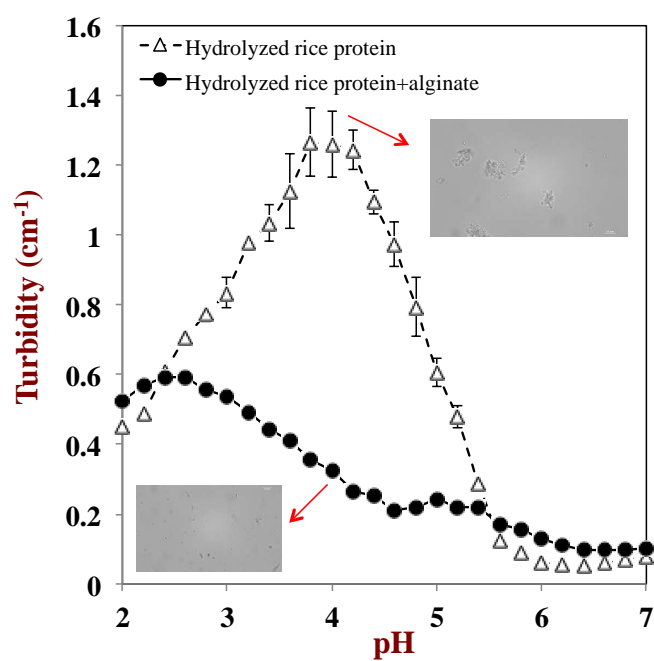 Hydrolyzed rice protein
Hydrolyzed rice protein+alginate
1.6
1.4
1.2
1
0.8
0.6
0.4
0.2
0
Turbidity (cm-1)
2 3 4 5 6 7
pH